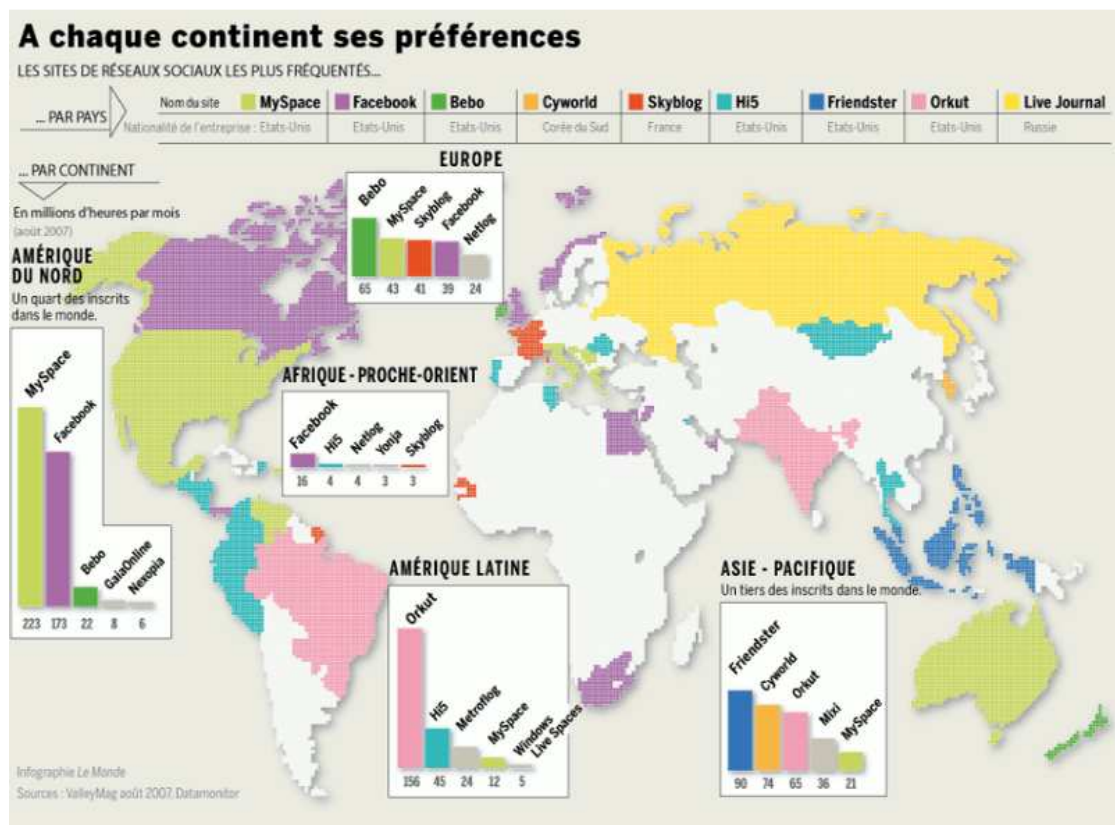 A chaque continent ses préférences
LES SITES DE RÉSEAUX SOCIAUX LES PLUS FRÉQUENTÉS...
... PAR PAYS
Nom du site MySpace Facebook Bebo Cyworld Skyblog Hi5 Friendster Orkut Live Journal
Nationalité de l'entreprise : Etats-Unis Etats-Unis Etats-Unis Corée du Sud France Etats-Unis Etats-Unis Etats-Unis Russie
... PAR CONTINENT
En millions d'heures par mois
(août 2007)
AMÉRIQUE
DU NORD
Un quart des inscrits
dans le monde.
MySpace
Facebook
Bebo
GaiaOnline
Nexopia
223 173 22 8 6
EUROPE
Bebo
MySpace
Skyblog
Facebook
Netlog
65 43 41 39 24
AFRIQUE - PROCHE-ORIENT
Facebook
Hi5
Netlog
Yonja
Skyblog
16 4 4 3 3
AMÉRIQUE LATINE
Orkut
Hi5
Metroflog
MySpace
Windows
Live Spaces
156 45 24 12 5
ASIE - PACIFIQUE
Un tiers des inscrits dans le monde.
Friendster
Cyworld
Orkut
Mixi
MySpace
90 74 65 36 21
Infographie Le Monde
Sources : ValleyMag août 2007, Datamonitor